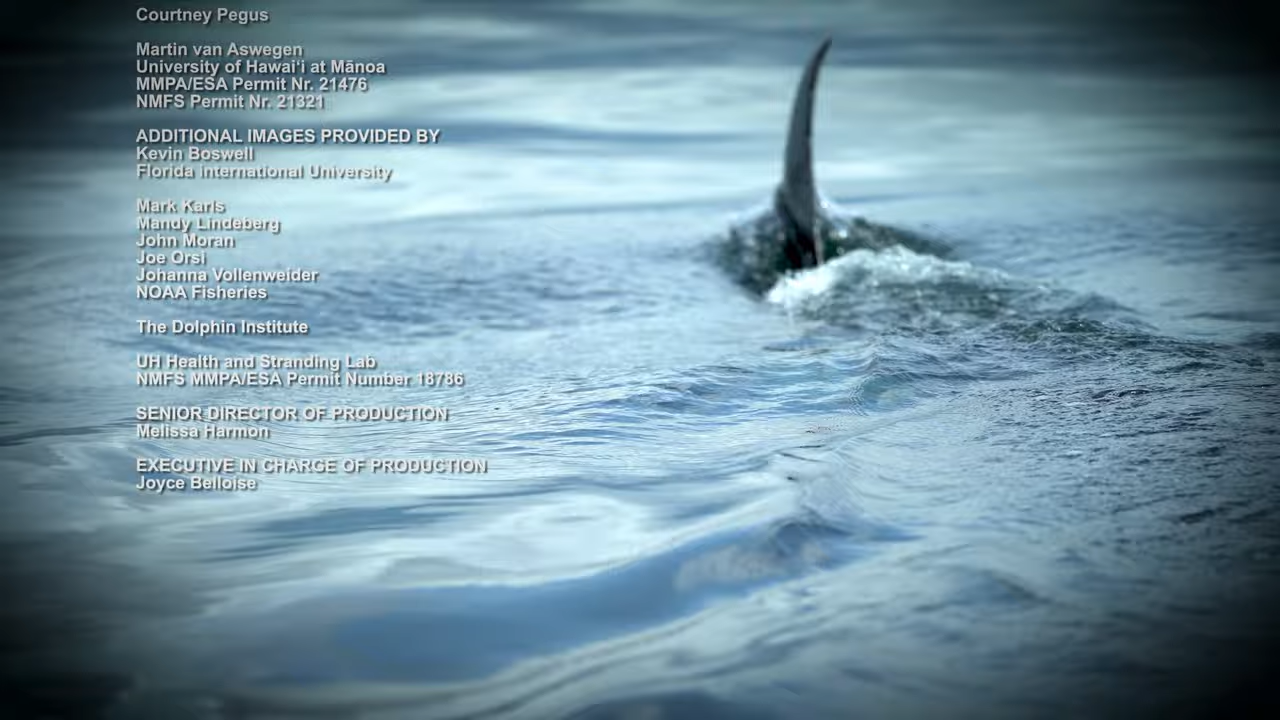 Courtney Pegus
Martin van Aswegen
University of Hawai‘i at Mānoa
MMPA/ESA Permit Nr. 21476
NMFS Permit Nr. 21321
ADDITIONAL IMAGES PROVIDED BY
Kevin Boswell
Florida international University
Mark Karls
Mandy Lindeberg
John Moran
Joe Orsi
Johanna Vollenweider
NOAA Fisheries
The Dolphin Institute
UH Health and Stranding Lab
NMFS MMPA/ESA Permit Number 18786
SENIOR DIRECTOR OF PRODUCTION
Melissa Harmon
EXECUTIVE IN CHARGE OF PRODUCTION
Joyce Belloise